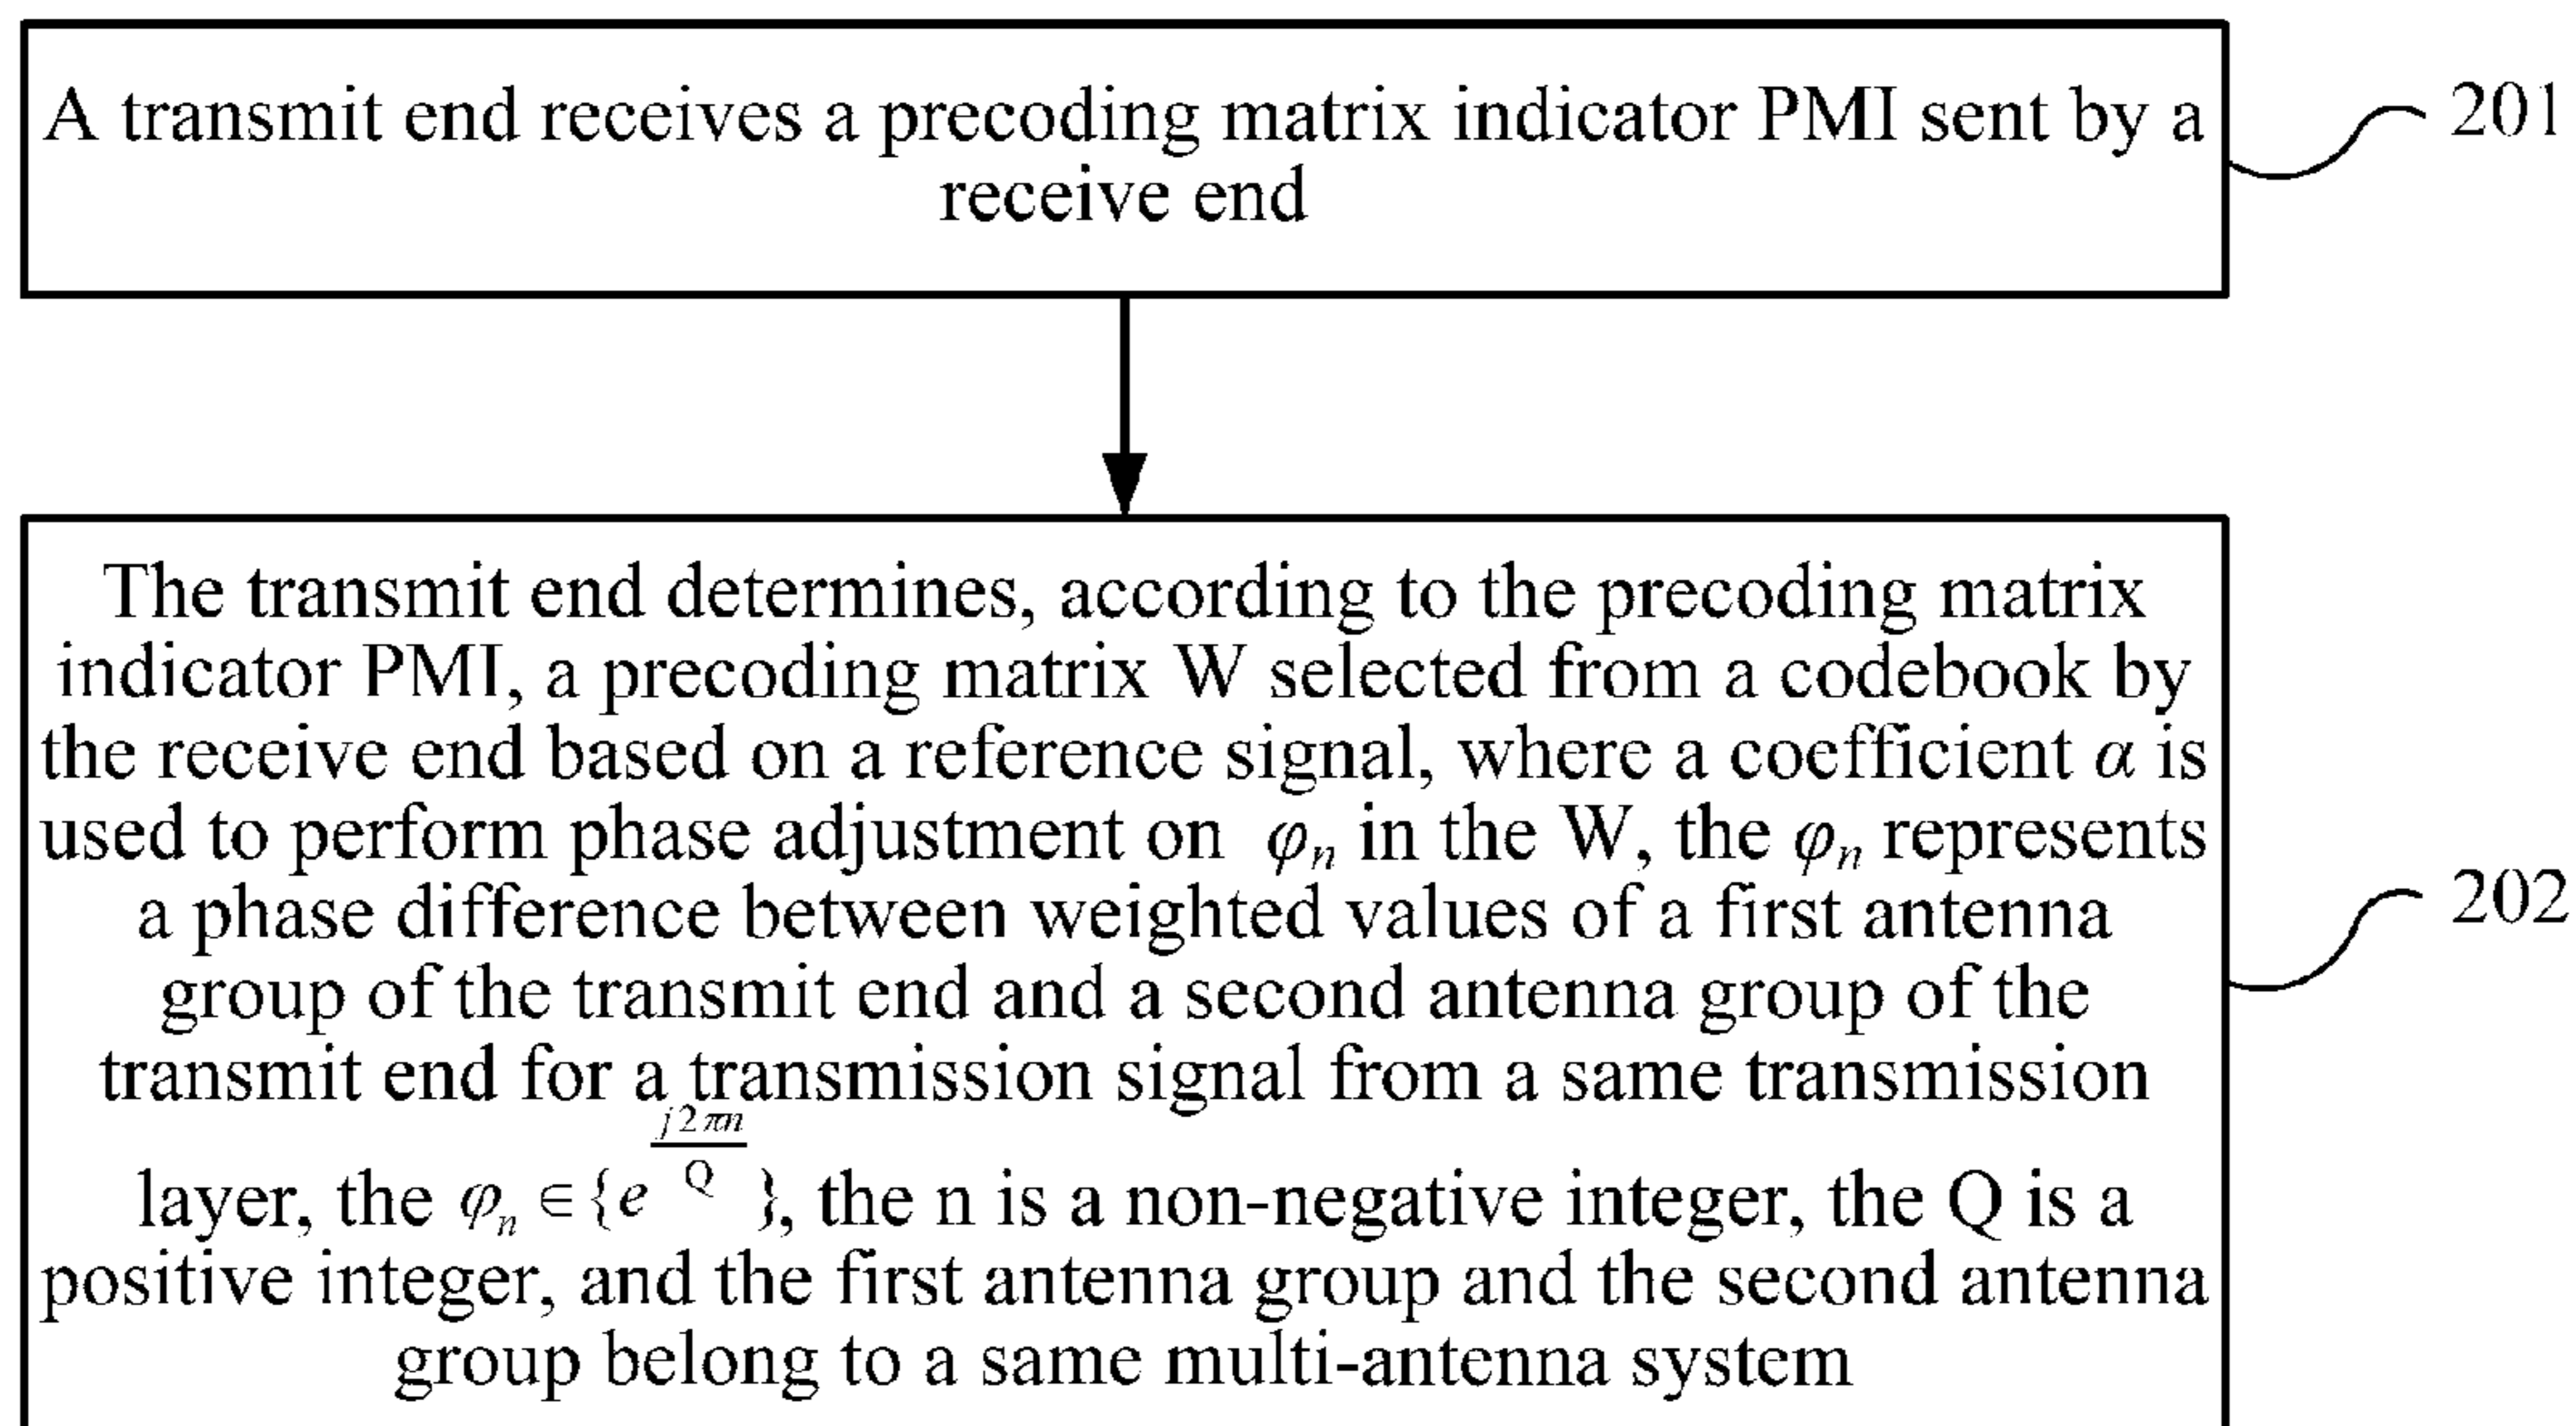 A transmit end receives a precoding matrix indicator PMI sent by a
receive end
201
The transmit end determines, according to the precoding matrix
indicator PMI, a precoding matrix W selected from a codebook by
the receive end based on a reference signal, where a coefficient α is
used to perform phase adjustment on φₙ in the W, the φₙ represents
a phase difference between weighted values of a first antenna
group of the transmit end and a second antenna group of the
transmit end for a transmission signal from a same transmission
layer, the φₙ ∈ {e^(j2πn/Q)}, the n is a non-negative integer, the Q is a
positive integer, and the first antenna group and the second antenna
group belong to a same multi-antenna system
202